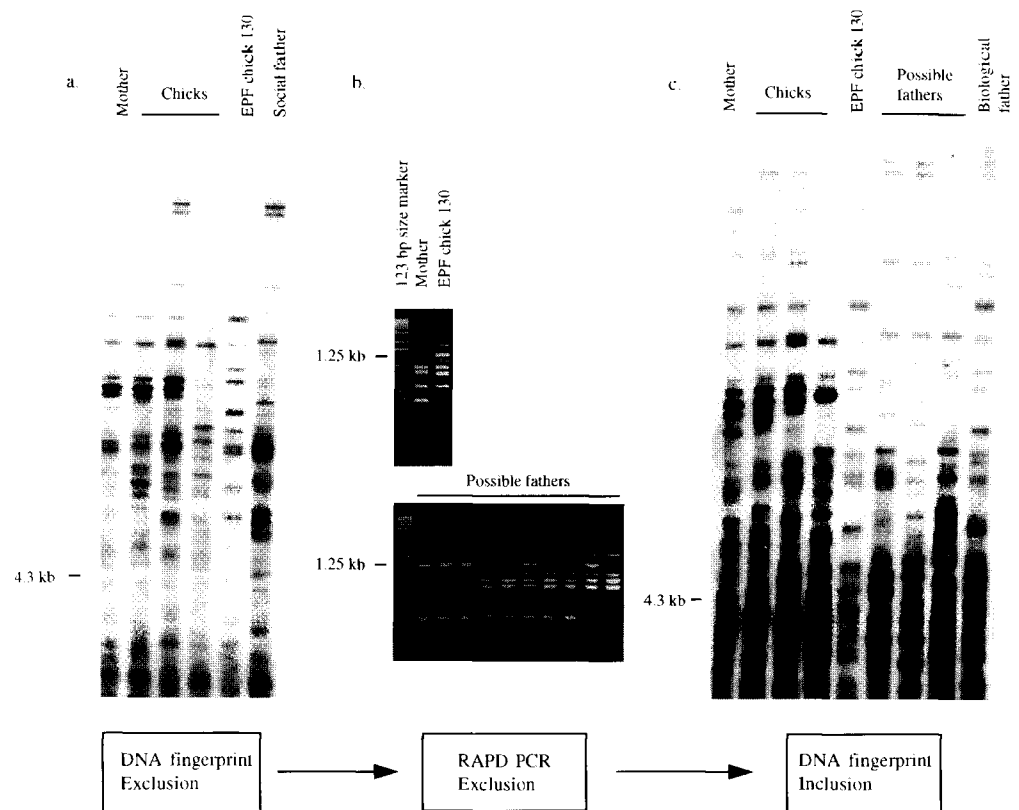 a.
Mother
Chicks
EPF chick 130
Social father
b.
123 bp size marker
Mother
EPF chick 130
1.25 kb
Possible fathers
1.25 kb
c.
Mother
Chicks
EPF chick 130
Possible
fathers
Biological
father
4.3 kb
4.3 kb
DNA fingerprint
Exclusion
RAPD PCR
Exclusion
DNA fingerprint
Inclusion